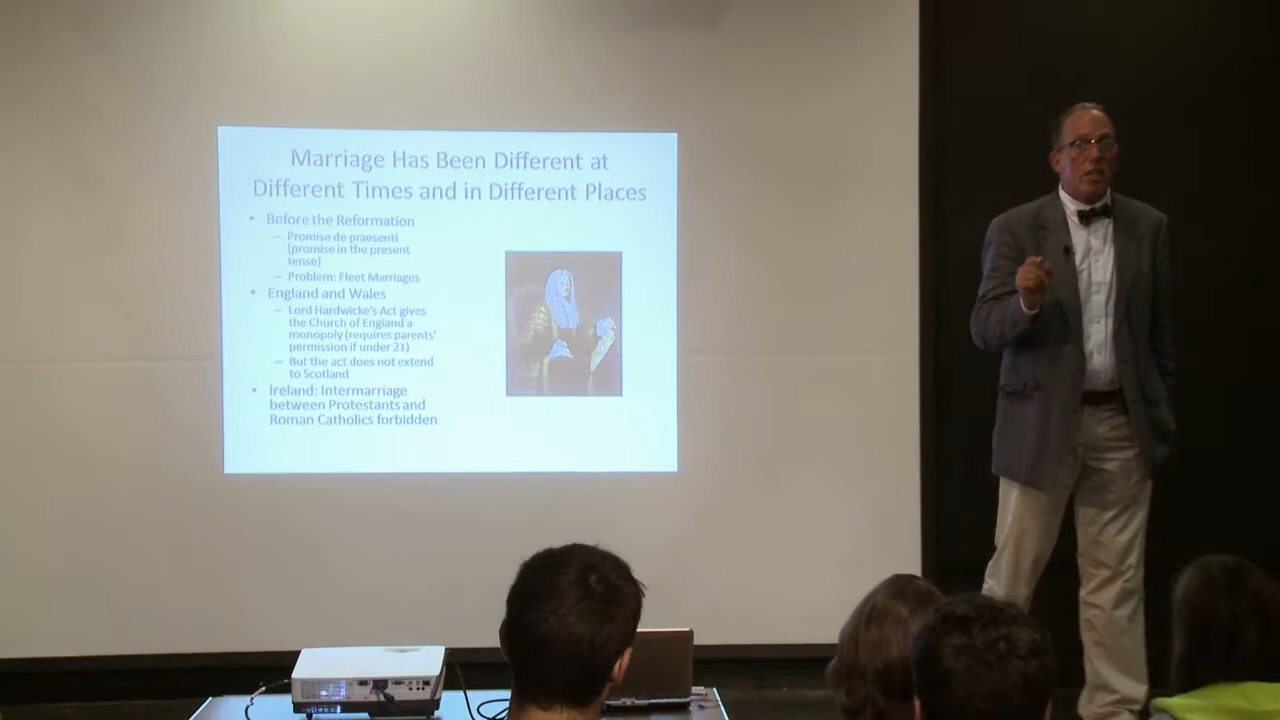 Marriage Has Been Different at
Different Times and in Different Places
• Before the Reformation
– Promise de praesenti
(promise in the present
tense)
– Problem: Fleet Marriages
• England and Wales
– Lord Hardwicke's Act gives
the Church of England a
monopoly (requires parents'
permission if under 21)
– But the act does not extend
to Scotland
• Ireland: Intermarriage
between Protestants and
Roman Catholics forbidden